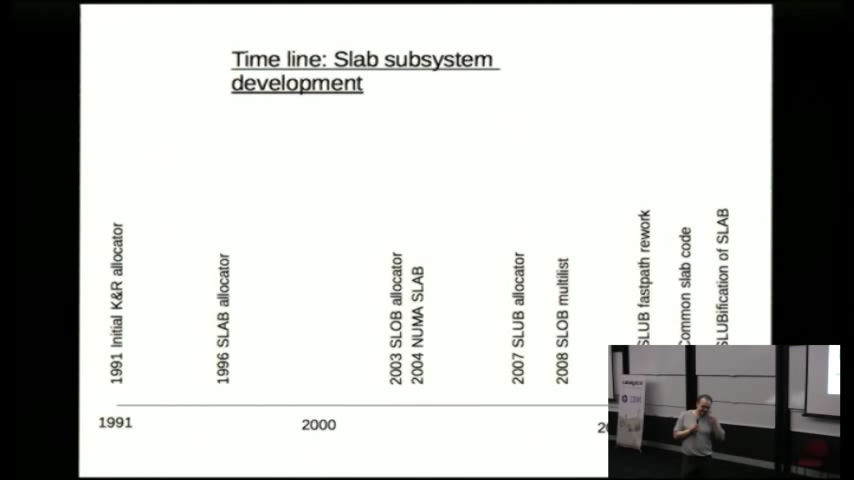 Time line: Slab subsystem
development
1991 Initial K&R allocator
1996 SLAB allocator
2003 SLOB allocator
2004 NUMA SLAB
2007 SLUB allocator
2008 SLOB multilist
SLUB fastpath rework
Common slab code
SLUBification of SLAB
1991
2000